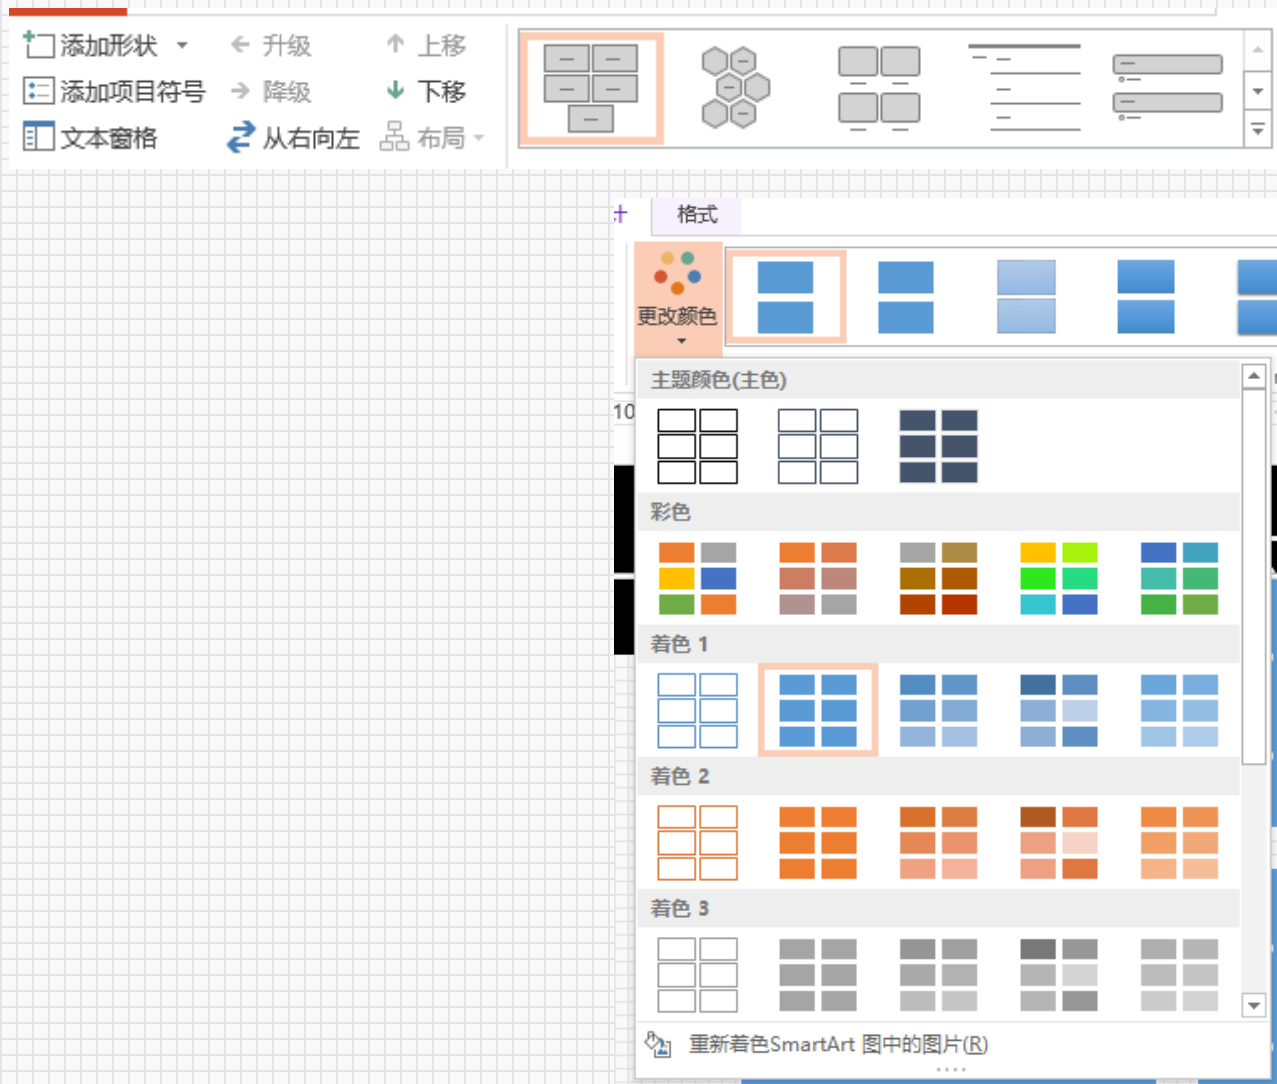 添加形状 升级 上移
添加项目符号 降级 下移
文本窗格 从右向左 布局
计 格式
更改颜色
主题颜色(主色)
10
彩色
着色 1
着色 2
着色 3
重新着色SmartArt 图中的图片(R)